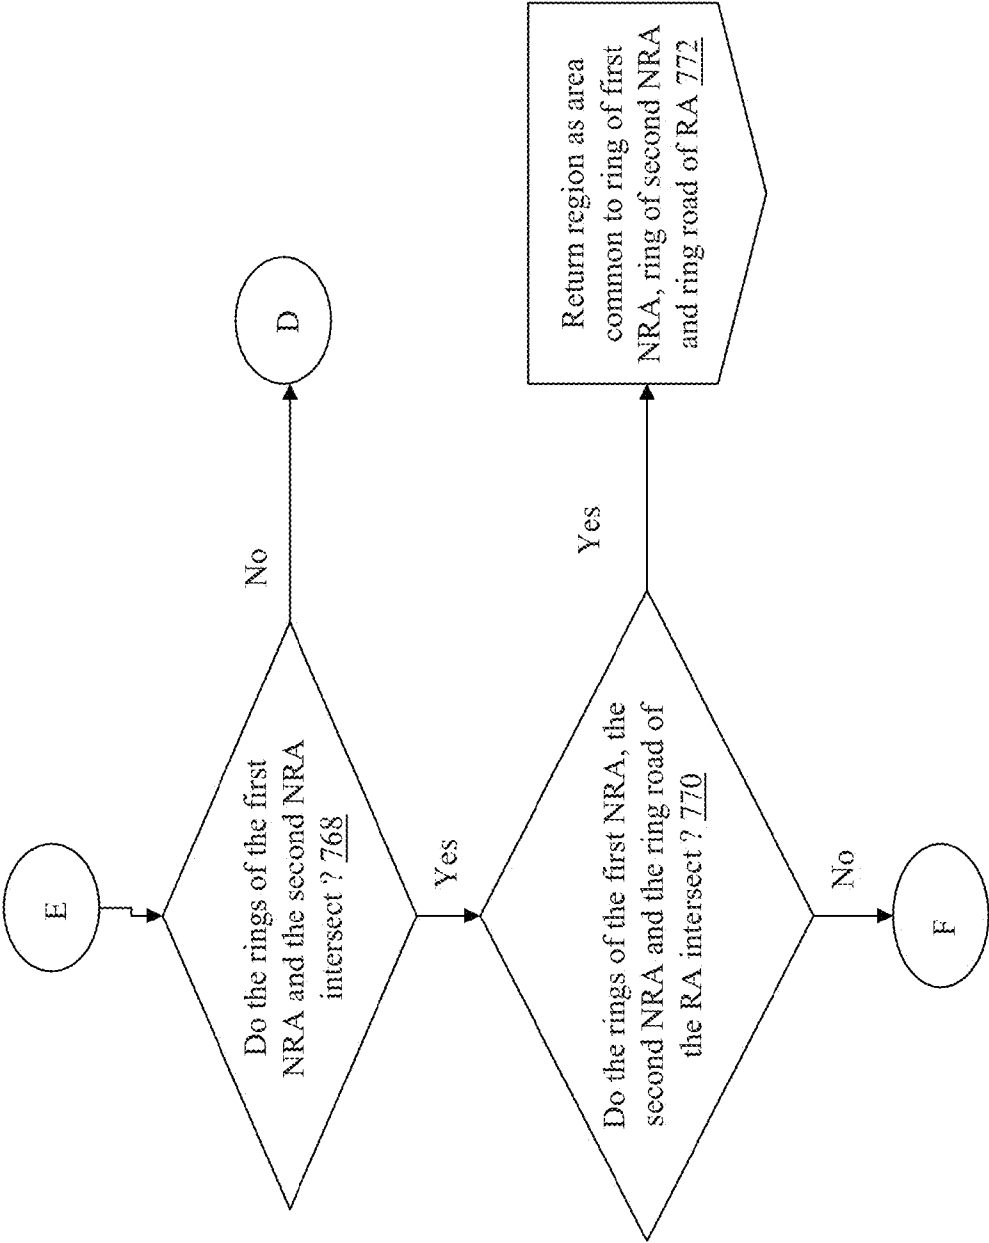 E
Do the rings of the first
NRA and the second NRA
intersect ? 768
No
D
Yes
Do the rings of the first NRA, the
second NRA and the ring road of
the RA intersect ? 770
Yes
Return region as area
common to ring of first
NRA, ring of second NRA
and ring road of RA 772
No
F